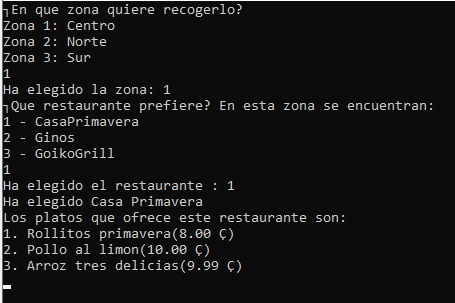 ┐En que zona quiere recogerlo?
Zona 1: Centro
Zona 2: Norte
Zona 3: Sur
1
Ha elegido la zona: 1
┐Que restaurante prefiere? En esta zona se encuentran:
1 - CasaPrimavera
2 - Ginos
3 - GoikoGrill
1
Ha elegido el restaurante : 1
Ha elegido Casa Primavera
Los platos que ofrece este restaurante son:
1. Rollitos primavera(8.00 Ç)
2. Pollo al limon(10.00 Ç)
3. Arroz tres delicias(9.99 Ç)